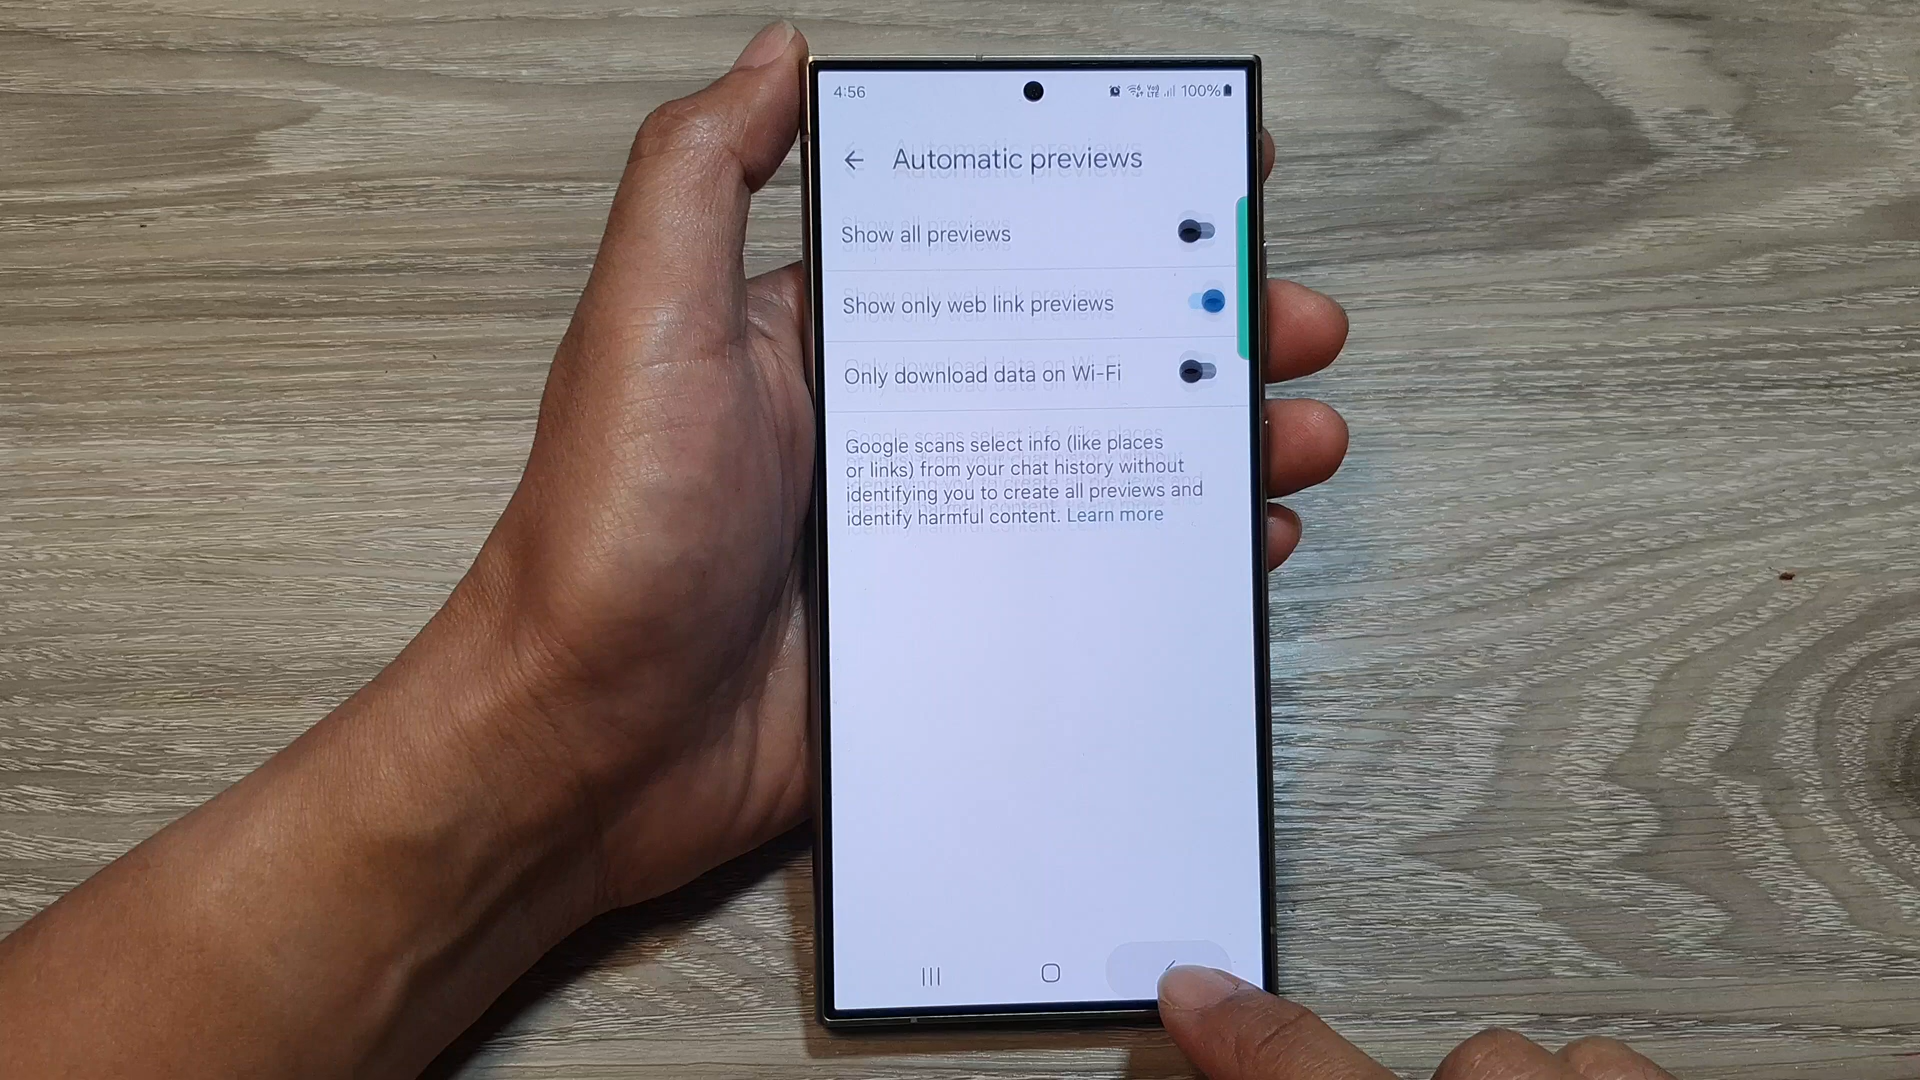 4:56
100%
Automatic previews
Show all previews
Show only web link previews
Only download data on Wi-Fi
Google scans select info (like places
or links) from your chat history without
identifying you to create all previews and
identify harmful content. Learn more